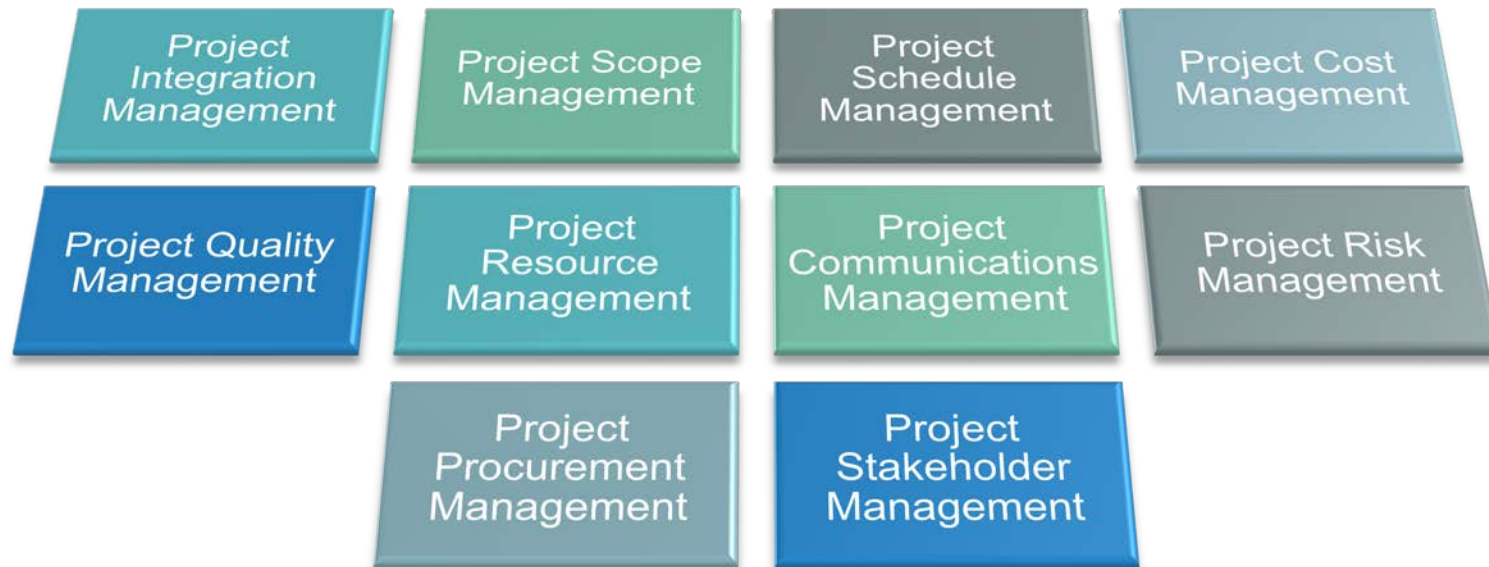 Project
Integration
Management
Project Scope
Management
Project
Schedule
Management
Project Cost
Management
Project Quality
Management
Project
Resource
Management
Project
Communications
Management
Project Risk
Management
Project
Procurement
Management
Project
Stakeholder
Management